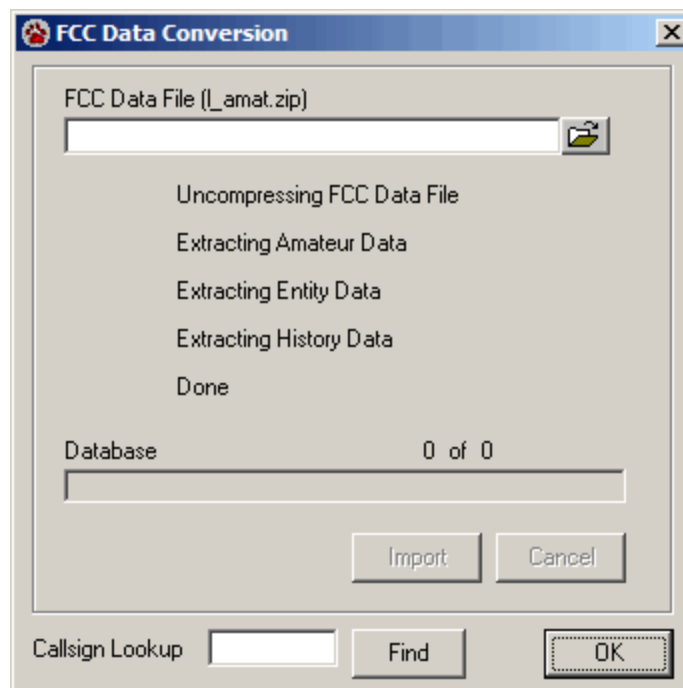 FCC Data Conversion
FCC Data File (l_amat.zip)
Uncompressing FCC Data File
Extracting Amateur Data
Extracting Entity Data
Extracting History Data
Done
Database 0 of 0
Import Cancel
Callsign Lookup Find OK